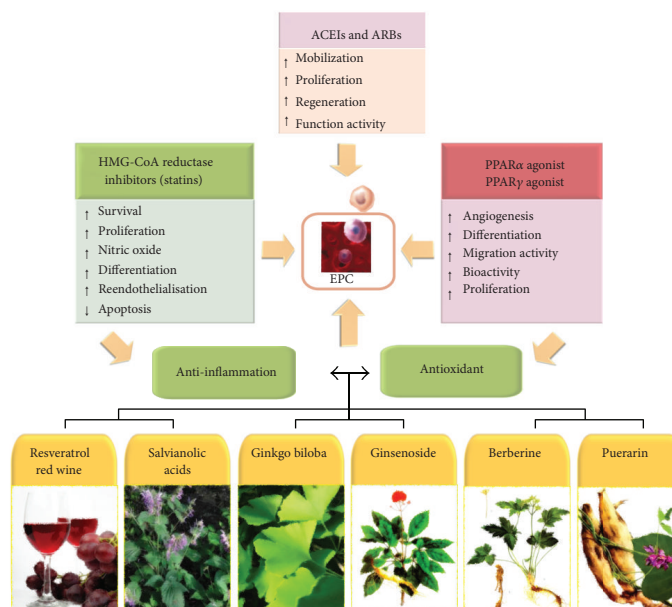 ACEIs and ARBs
↑ Mobilization
↑ Proliferation
↑ Regeneration
↑ Function activity
HMG-CoA reductase
inhibitors (statins)
↑ Survival
↑ Proliferation
↑ Nitric oxide
↑ Differentiation
↑ Reendothelialisation
↓ Apoptosis
EPC
PPARα agonist
PPARγ agonist
↑ Angiogenesis
↑ Differentiation
↑ Migration activity
↑ Bioactivity
↑ Proliferation
Anti-inflammation
Antioxidant
Resveratrol
red wine
Salvianolic
acids
Ginkgo biloba
Ginsenoside
Berberine
Puerarin